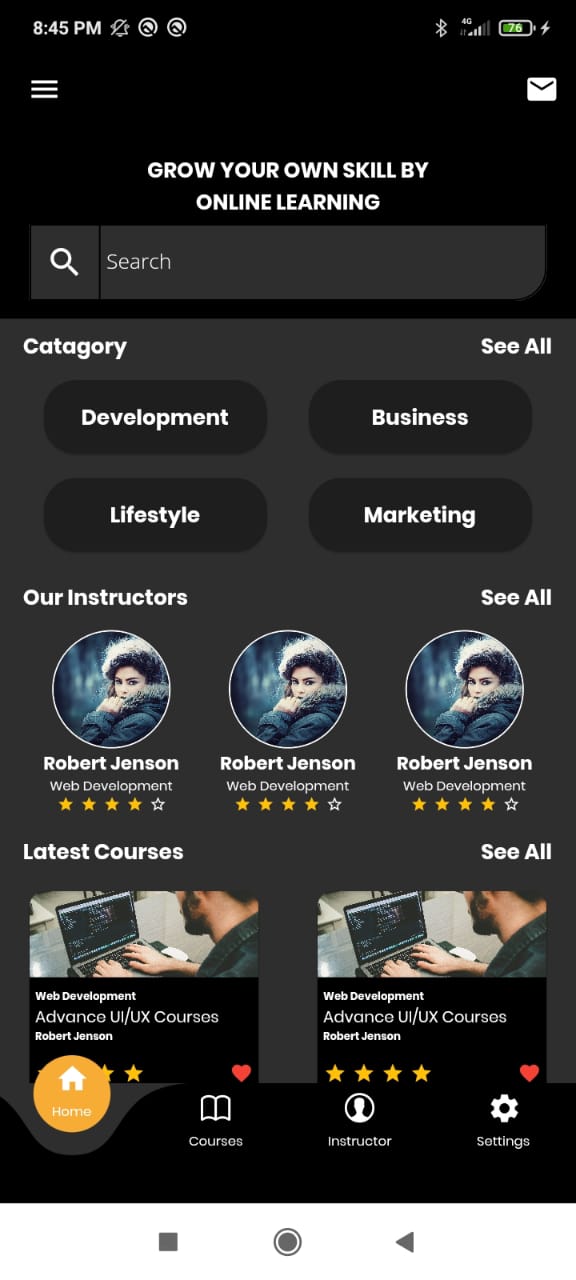 8:45 PM 4G 76
GROW YOUR OWN SKILL BY
ONLINE LEARNING
Search
Catagory See All
Development Business
Lifestyle Marketing
Our Instructors See All
Robert Jenson Robert Jenson Robert Jenson
Web Development Web Development Web Development
Latest Courses See All
Web Development Web Development
Advance UI/UX Courses Advance UI/UX Courses
Robert Jenson Robert Jenson
Home Courses Instructor Settings